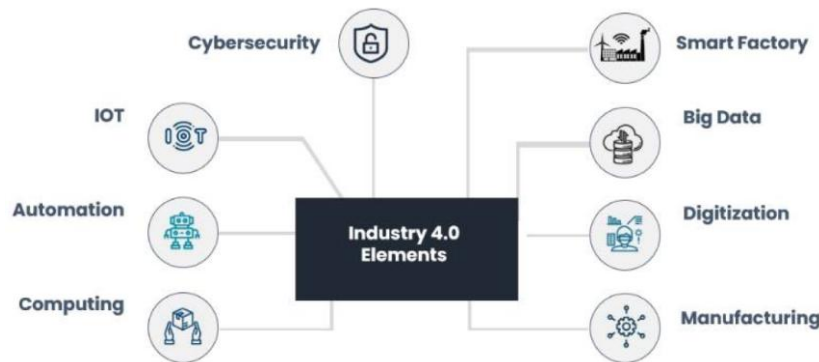 Cybersecurity
Smart Factory
IOT
I O T
Big Data
Automation
Digitization
Industry 4.0
Elements
Computing
Manufacturing